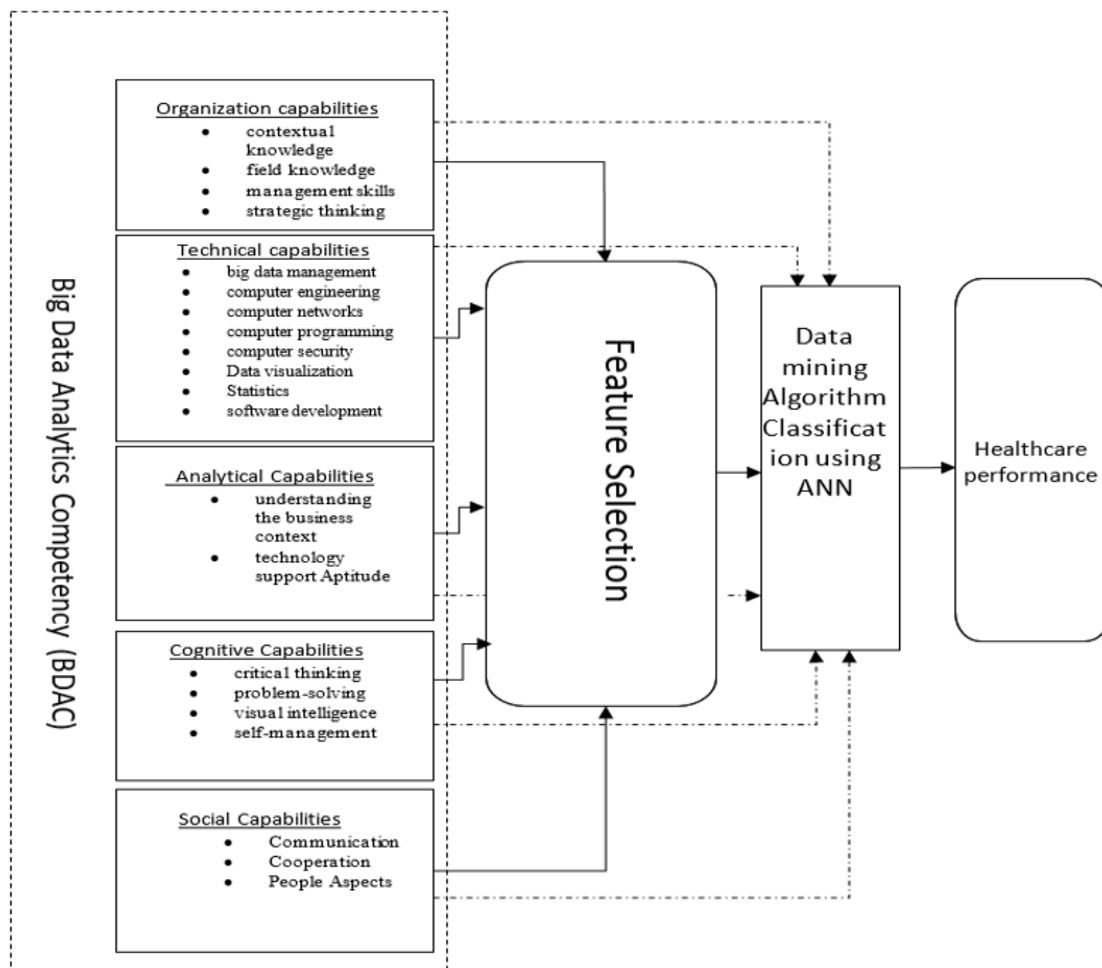 Big Data Analytics Competency (BDAC)
Organization capabilities
• contextual
knowledge
• field knowledge
• management skills
• strategic thinking
Technical capabilities
• big data management
• computer engineering
• computer networks
• computer programming
• computer security
• Data visualization
• Statistics
• software development
Analytical Capabilities
• understanding
the business
context
• technology
support Aptitude
Cognitive Capabilities
• critical thinking
• problem-solving
• visual intelligence
• self-management
Social Capabilities
• Communication
• Cooperation
• People Aspects
Feature Selection
Data
mining
Algorithm
Classificat
ion using
ANN
Healthcare
performance